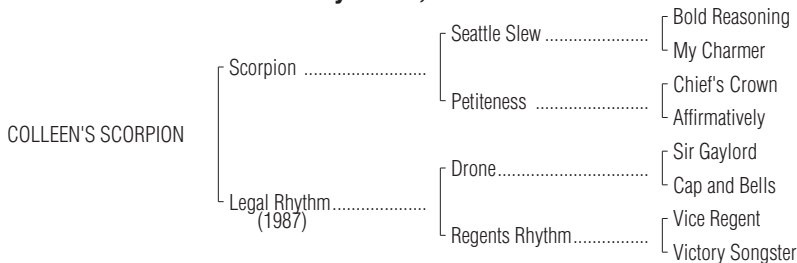 Bold Reasoning
Seattle Slew ........................
My Charmer
Scorpion ............................
Chief's Crown
Petiteness ..........................
Affirmatively
COLLEEN'S SCORPION
Sir Gaylord
Drone...................................
Cap and Bells
Legal Rhythm......................
(1987)
Vice Regent
Regents Rhythm.................
Victory Songster